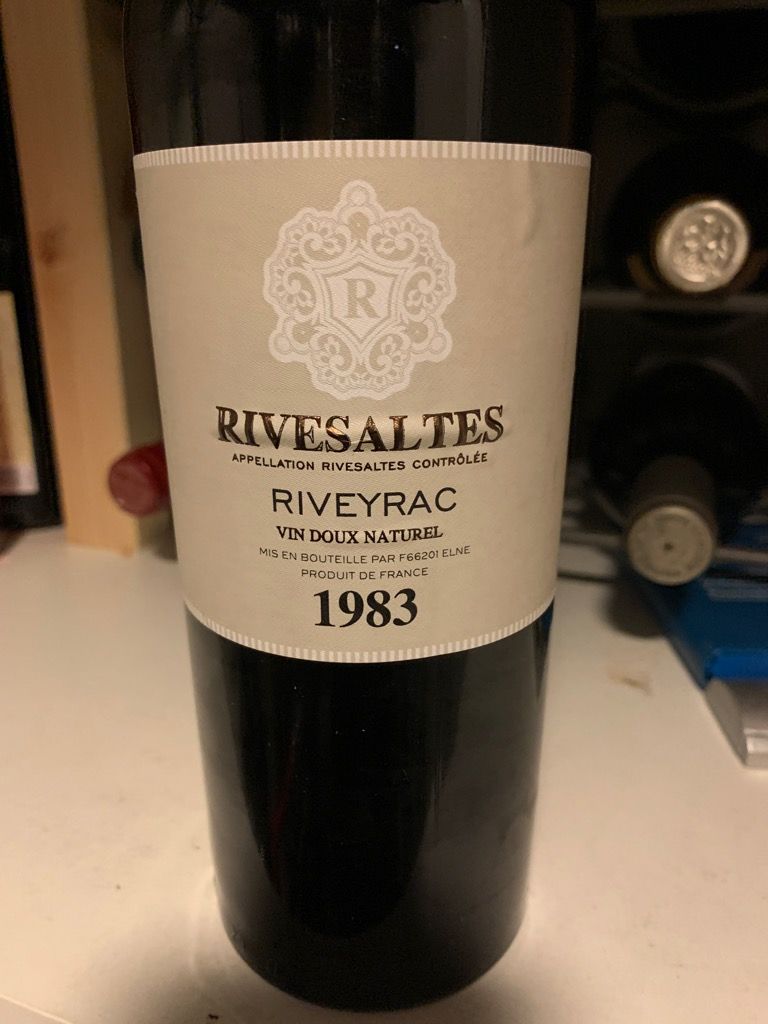 R
RIVESALTES
APPELLATION RIVESALTES CONTRÔLÉE
RIVEYRAC
VIN DOUX NATUREL
MIS EN BOUTEILLE PAR F66201 ELNE
PRODUIT DE FRANCE
1983